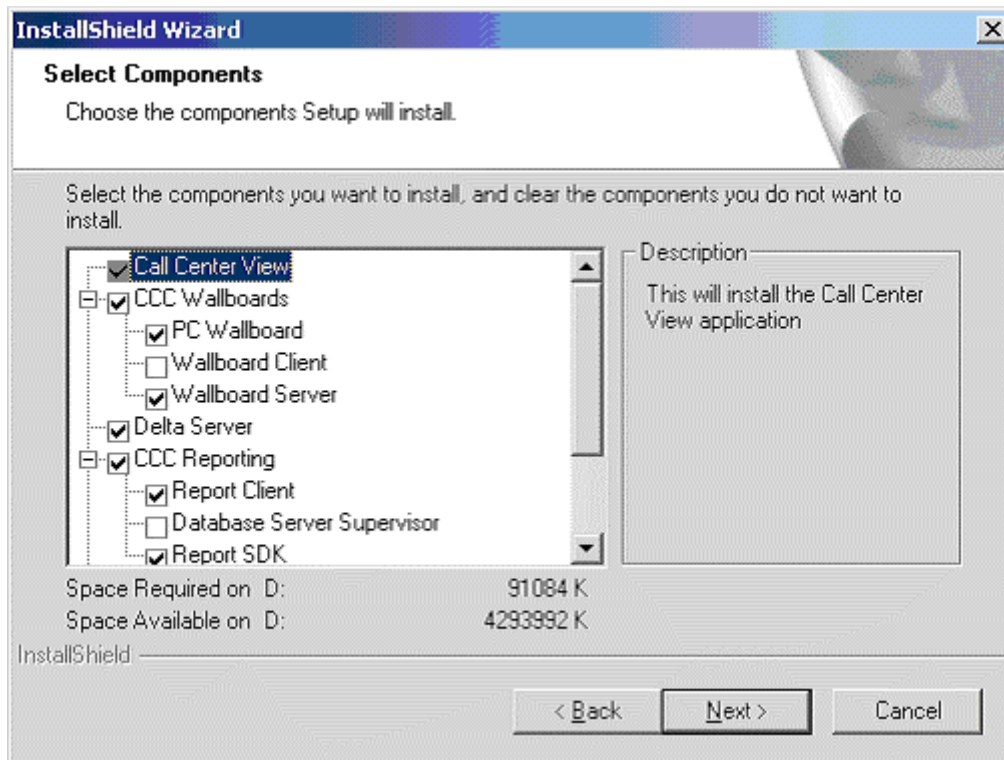 InstallShield Wizard
Select Components
Choose the components Setup will install.
Select the components you want to install, and clear the components you do not want to
install.
Call Center View
CCC Wallboards
PC Wallboard
Wallboard Client
Wallboard Server
Delta Server
CCC Reporting
Report Client
Database Server Supervisor
Report SDK
Description
This will install the Call Center
View application
Space Required on D: 91084 K
Space Available on D: 4293992 K
InstallShield
< Back Next > Cancel